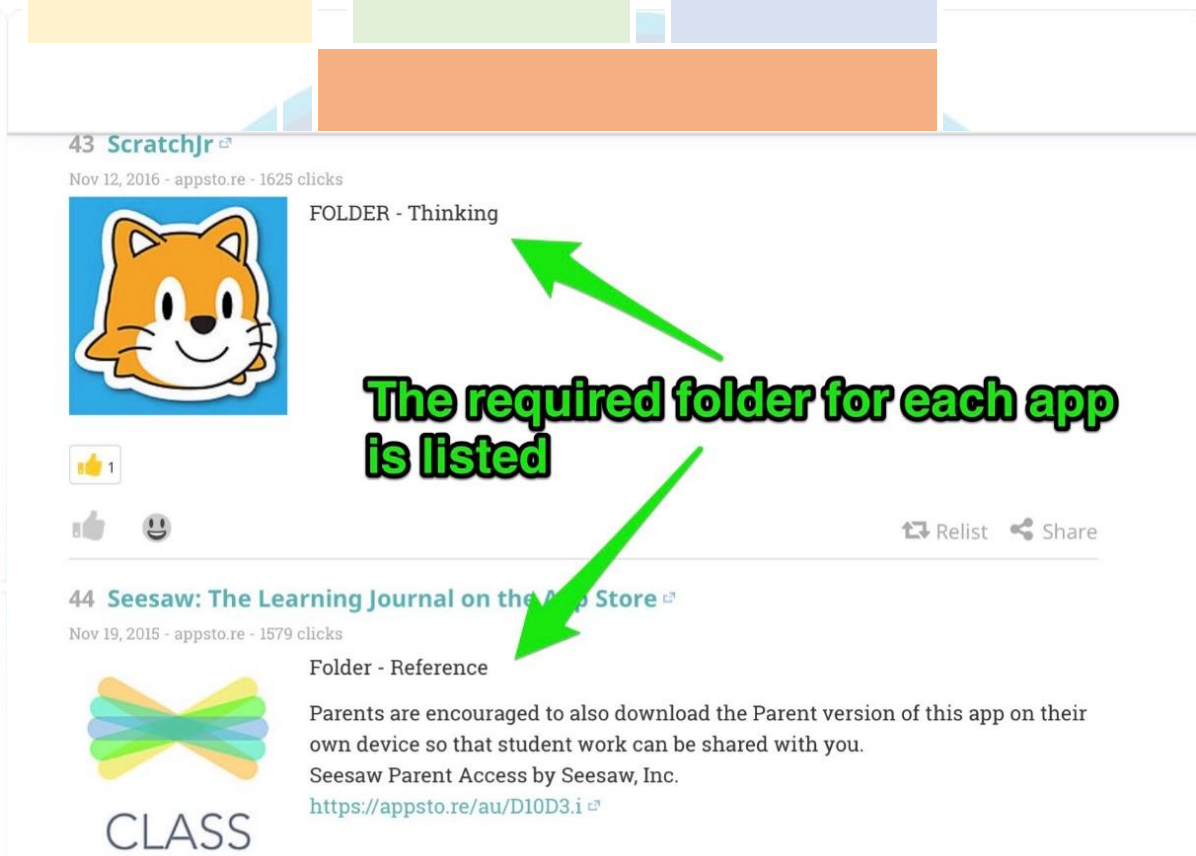 43 ScratchJr
Nov 12, 2016 - appsto.re - 1625 clicks
FOLDER - Thinking
The required folder for each app
is listed
1
Relist Share
44 Seesaw: The Learning Journal on the App Store
Nov 19, 2015 - appsto.re - 1579 clicks
Folder - Reference
Parents are encouraged to also download the Parent version of this app on their
own device so that student work can be shared with you.
Seesaw Parent Access by Seesaw, Inc.
https://appsto.re/au/D10D3.i
CLASS